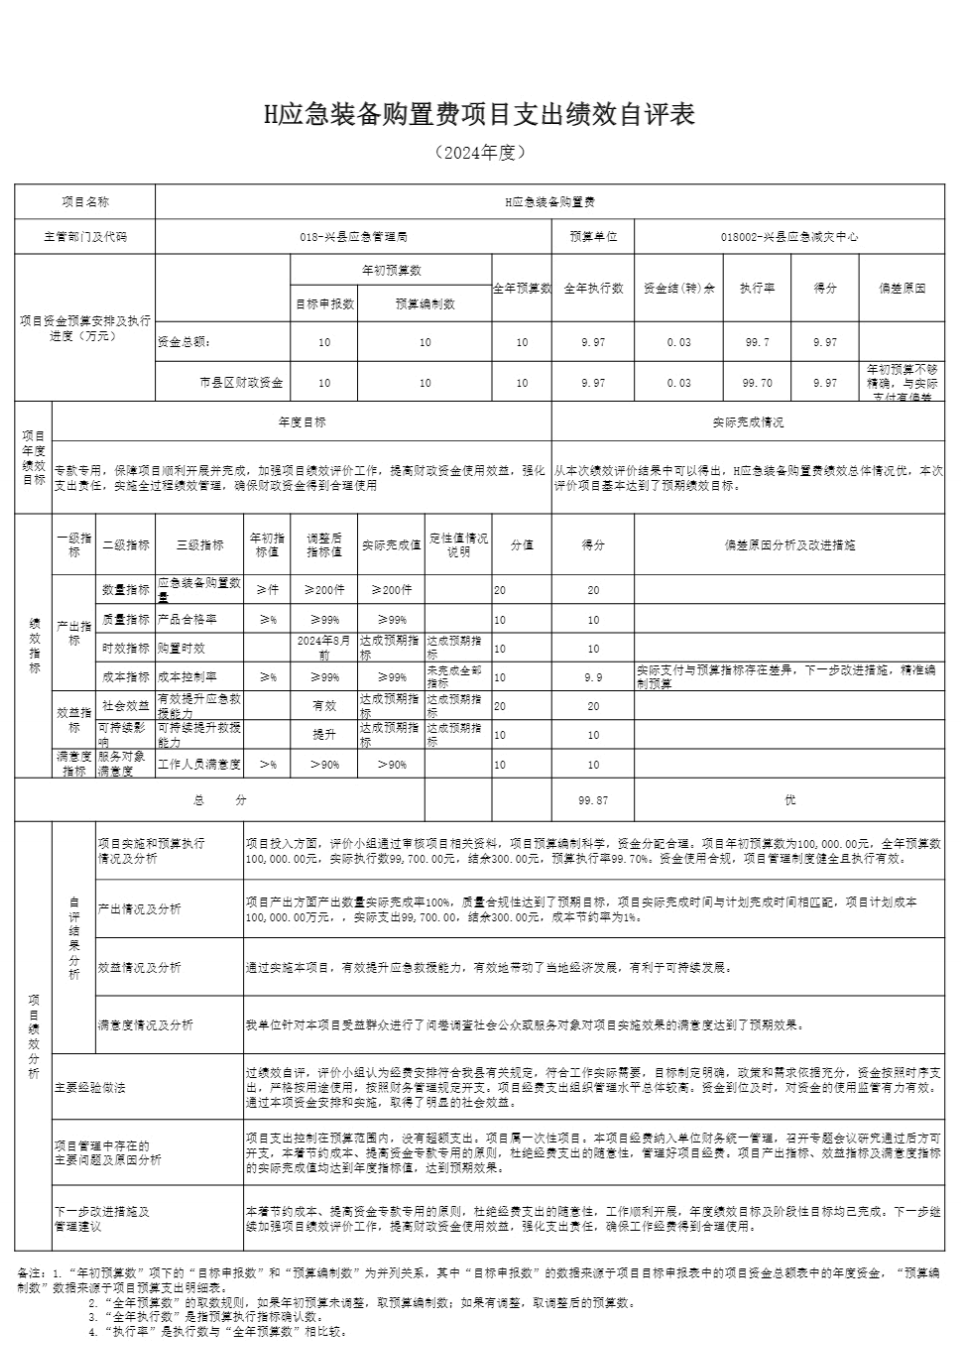 H应急装备购置费项目支出绩效自评表
（2024年度）
项目名称
H应急装备购置费
主管部门及代码
018-兴县应急管理局
预算单位
018002-兴县应急减灾中心
项目资金预算安排及执行
进度（万元）
年初预算数
目标申报数
预算编制数
全年预算数
全年执行数
资金结(转)余
执行率
得分
偏差原因
资金总额：
10
10
10
9.97
0.03
99.7
9.97
市县区财政资金
10
10
10
9.97
0.03
99.70
9.97
年初预算不够
精确，与实际
支付有偏差
项目
年度
绩效
目标
年度目标
实际完成情况
专款专用，保障项目顺利开展并完成，加强项目绩效评价工作，提高财政资金使用效益，强化
支出责任，实施全过程绩效管理，确保财政资金得到合理使用
从本次绩效评价结果中可以得出，H应急装备购置费绩效总体情况优，本次
评价项目基本达到了预期绩效目标。
绩
效
指
标
一级指
标
二级指标
三级指标
年初指
标值
调整后
指标值
实际完成值
定性值情况
说明
分值
得分
偏差原因分析及改进措施
产出指
标
数量指标
应急装备购置数
量
≥件
≥200件
≥200件
20
20
质量指标
产品合格率
≥%
≥99%
≥99%
10
10
时效指标
购置时效
2024年8月
前
达成预期指
标
达成预期指
标
10
10
成本指标
成本控制率
≥%
≥99%
≥99%
未完成全部
指标
10
9.9
实际支付与预算指标存在差异，下一步改进措施，精准编
制预算
效益指
标
社会效益
有效提升应急救
援能力
有效
达成预期指
标
达成预期指
标
20
20
可持续影
响
可持续提升救援
能力
提升
达成预期指
标
达成预期指
标
10
10
满意度
指标
服务对象
满意度
工作人员满意度
>%
>90%
>90%
10
10
总 分
99.87
优
项
目
绩
效
分
析
自
评
结
果
分
析
项目实施和预算执行
情况及分析
项目投入方面，评价小组通过审核项目相关资料，项目预算编制科学，资金分配合理。项目年初预算数为100,000.00元，全年预算数
100,000.00元，实际执行数99,700.00元，结余300.00元，预算执行率99.70%。资金使用合规，项目管理制度健全且执行有效。
产出情况及分析
项目产出方面产出数量实际完成率100%，质量合规性达到了预期目标，项目实际完成时间与计划完成时间相匹配，项目计划成本
100,000.00万元，，实际支出99,700.00，结余300.00元，成本节约率为1%。
效益情况及分析
通过实施本项目，有效提升应急救援能力，有效地带动了当地经济发展，有利于可持续发展。
满意度情况及分析
我单位针对本项目受益群众进行了问卷调查社会公众或服务对象对项目实施效果的满意度达到了预期效果。
主要经验做法
过绩效自评，评价小组认为经费安排符合我县有关规定，符合工作实际需要，目标制定明确，政策和需求依据充分，资金按照时序支
出，严格按用途使用，按照财务管理规定开支。项目经费支出组织管理水平总体较高。资金到位及时，对资金的使用监管有力有效。
通过本项资金安排和实施，取得了明显的社会效益。
项目管理中存在的
主要问题及原因分析
项目支出控制在预算范围内，没有超额支出。项目属一次性项目。本项目经费纳入单位财务统一管理，召开专题会议研究通过后方可
开支，本着节约成本、提高资金专款专用的原则，杜绝经费支出的随意性，管理好项目经费。项目产出指标、效益指标及满意度指标
的实际完成值均达到年度指标值，达到预期效果。
下一步改进措施及
管理建议
本着节约成本、提高资金专款专用的原则，杜绝经费支出的随意性，工作顺利开展，年度绩效目标及阶段性目标均已完成。下一步继
续加强项目绩效评价工作，提高财政资金使用效益，强化支出责任，确保工作经费得到合理使用。
备注：1.“年初预算数”项下的“目标申报数”和“预算编制数”为并列关系，其中“目标申报数”的数据来源于项目目标申报表中的项目资金总额表中的年度资金，“预算编
制数”数据来源于项目预算支出明细表。
2.“全年预算数”的取数规则，如果年初预算未调整，取预算编制数；如果有调整，取调整后的预算数。
3.“全年执行数”是指预算执行指标确认数。
4.“执行率”是执行数与“全年预算数”相比较。